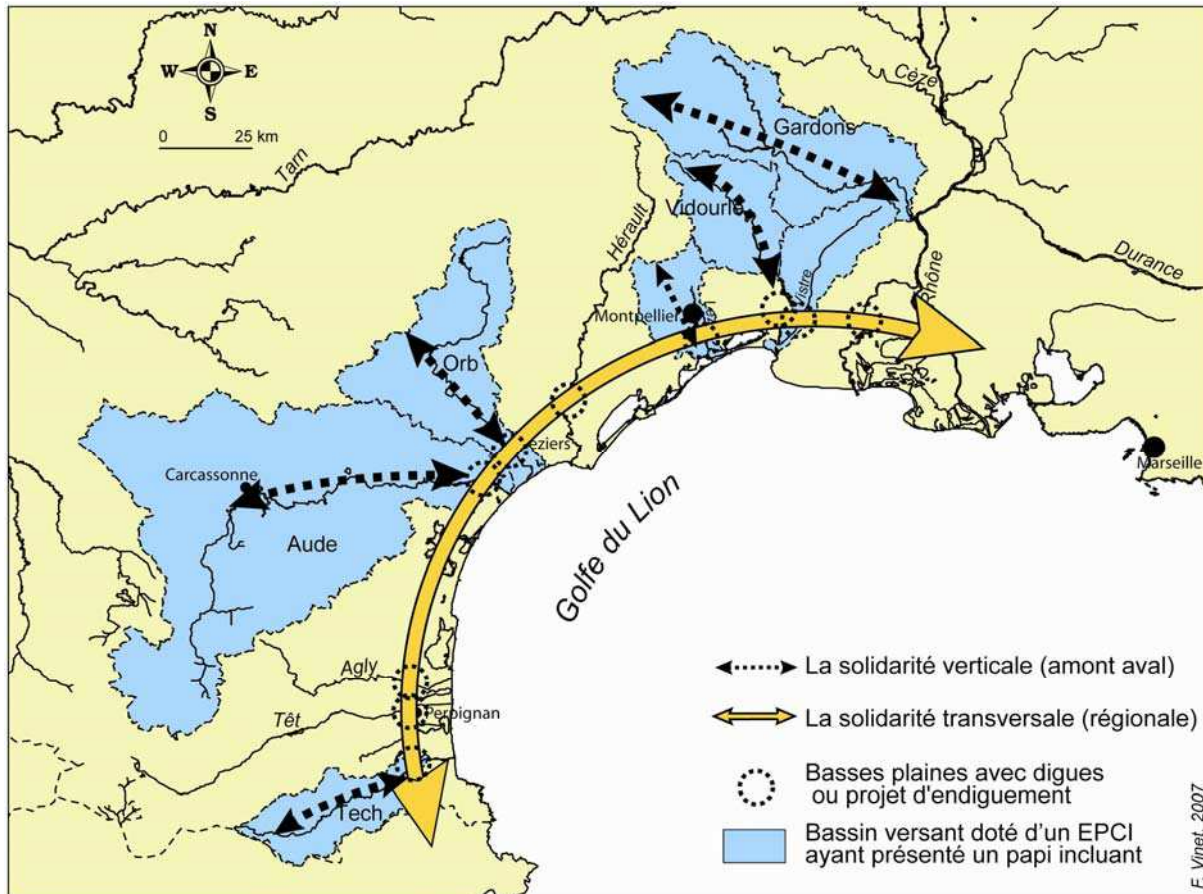 N
W E
S
0 25 km
Tarn
Cèze
Gardons
Vidourle
Hérault
Durance
Rhône
Vistre
Montpellier
Orb
eziers
Carcassonne
Marseille
Aude
Golfe du Lion
Agly
Têt
Perpignan
Tech
La solidarité verticale (amont aval)
La solidarité transversale (régionale)
Basses plaines avec digues
ou projet d'endiguement
Bassin versant doté d'un EPCI
ayant présenté un papi incluant
F. Vinet, 2007